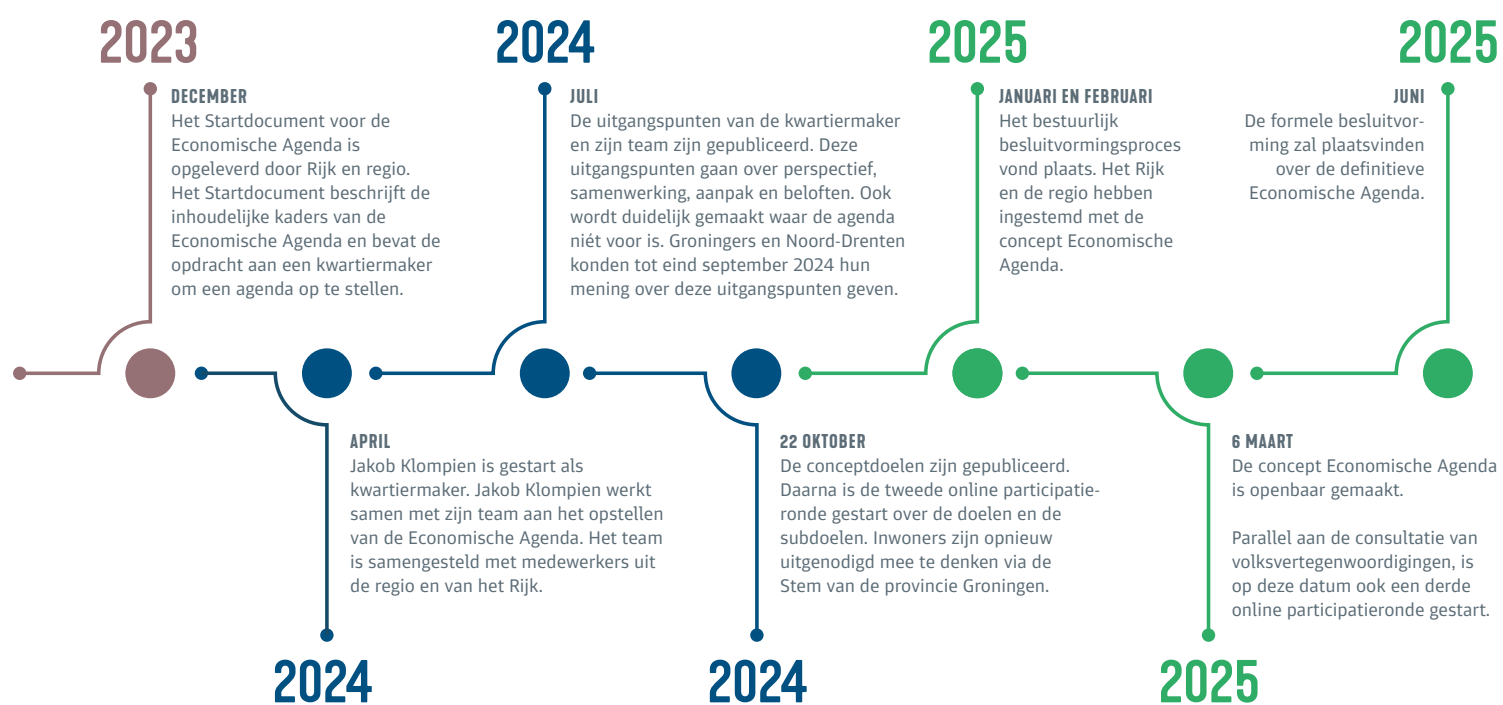 2023
DECEMBER
Het Startdocument voor de
Economische Agenda is
opgeleverd door Rijk en regio.
Het Startdocument beschrijft de
inhoudelijke kaders van de
Economische Agenda en bevat de
opdracht aan een kwartiermaker
om een agenda op te stellen.
APRIL
Jakob Klompien is gestart als
kwartiermaker. Jakob Klompien werkt
samen met zijn team aan het opstellen
van de Economische Agenda. Het team
is samengesteld met medewerkers uit
de regio en van het Rijk.
2024
2024
JULI
De uitgangspunten van de kwartiermaker
en zijn team zijn gepubliceerd. Deze
uitgangspunten gaan over perspectief,
samenwerking, aanpak en beloften. Ook
wordt duidelijk gemaakt waar de agenda
niét voor is. Groningers en Noord-Drenten
konden tot eind september 2024 hun
mening over deze uitgangspunten geven.
22 OKTOBER
De conceptdoelen zijn gepubliceerd.
Daarna is de tweede online participatie-
ronde gestart over de doelen en de
subdoelen. Inwoners zijn opnieuw
uitgenodigd mee te denken via de
Stem van de provincie Groningen.
2024
2025
JANUARI EN FEBRUARI
Het bestuurlijk
besluitvormingsproces
vond plaats. Het Rijk
en de regio hebben
ingestemd met de
concept Economische
Agenda.
6 MAART
De concept Economische Agenda
is openbaar gemaakt.
Parallel aan de consultatie van
volksvertegenwoordigingen, is
op deze datum ook een derde
online participatieronde gestart.
2025
2025
JUNI
De formele besluitvor-
ming zal plaatsvinden
over de definitieve
Economische Agenda.